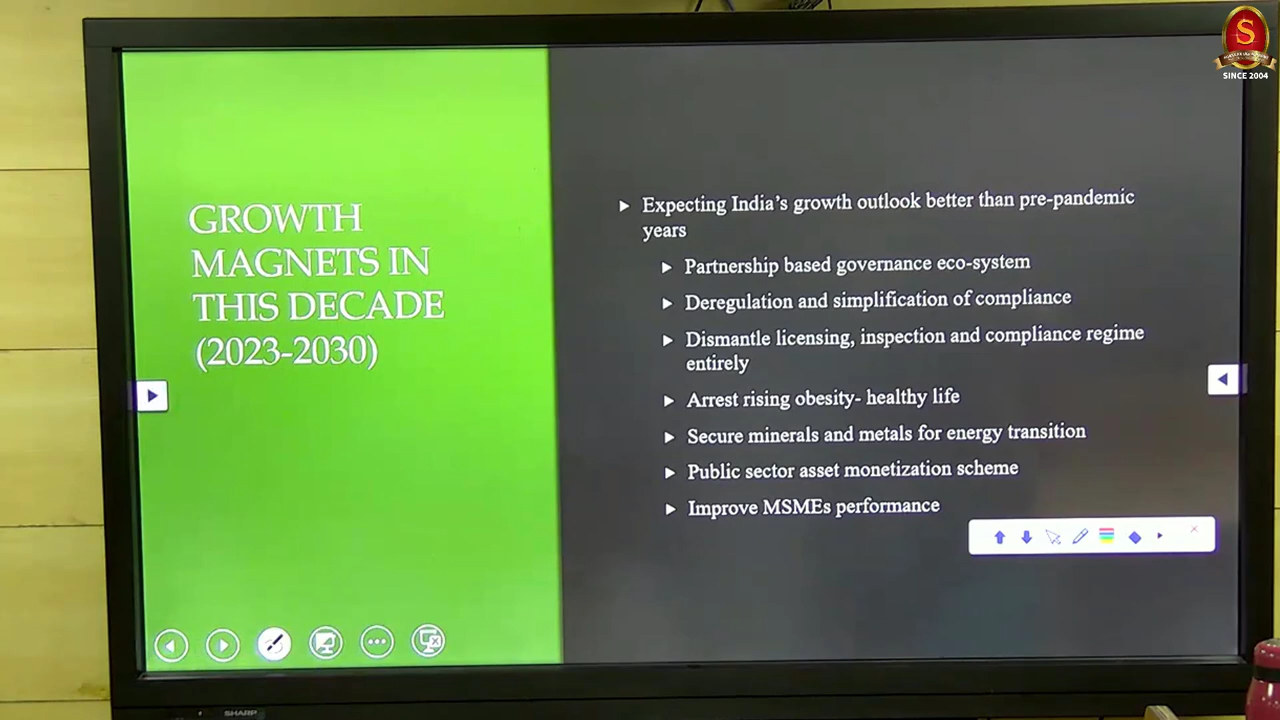 S
SINCE 2004
GROWTH
MAGNETS IN
THIS DECADE
(2023-2030)
Expecting India's growth outlook better than pre-pandemic
years
Partnership based governance eco-system
Deregulation and simplification of compliance
Dismantle licensing, inspection and compliance regime
entirely
Arrest rising obesity- healthy life
Secure minerals and metals for energy transition
Public sector asset monetization scheme
Improve MSMEs performance
SHARP